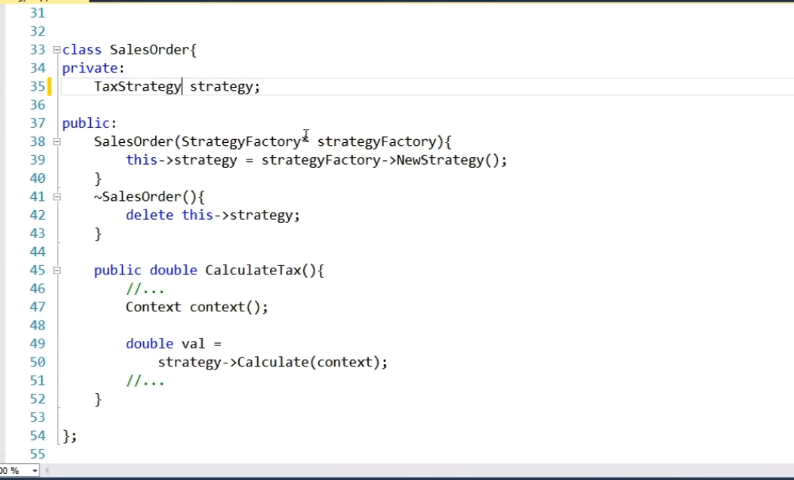 31
32
33 class SalesOrder{
34 private:
35     TaxStrategy strategy;
36
37 public:
38     SalesOrder(StrategyFactory* strategyFactory){
39         this->strategy = strategyFactory->NewStrategy();
40     }
41     ~SalesOrder(){
42         delete this->strategy;
43     }
44
45     public double CalculateTax(){
46         //...
47         Context context();
48
49         double val =
50             strategy->Calculate(context);
51         //...
52     }
53
54 };
55
00 %